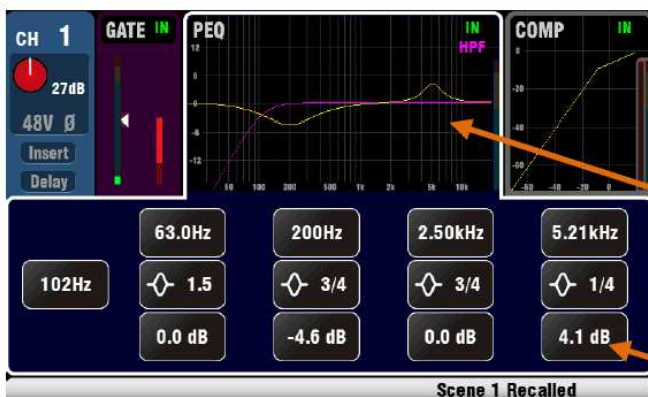 CH 1
27dB
48V Ø
Insert
Delay
GATE IN
PEQ IN
HPF
12
6
-6
-12
50 100 200 500 1k 2k 5k 10k
COMP IN
0
-20
-40
-60
-60 -40 -20 0
102Hz
63.0Hz 200Hz 2.50kHz 5.21kHz
1.5 3/4 3/4 1/4
0.0 dB -4.6 dB 0.0 dB 4.1 dB
Scene 1 Recalled